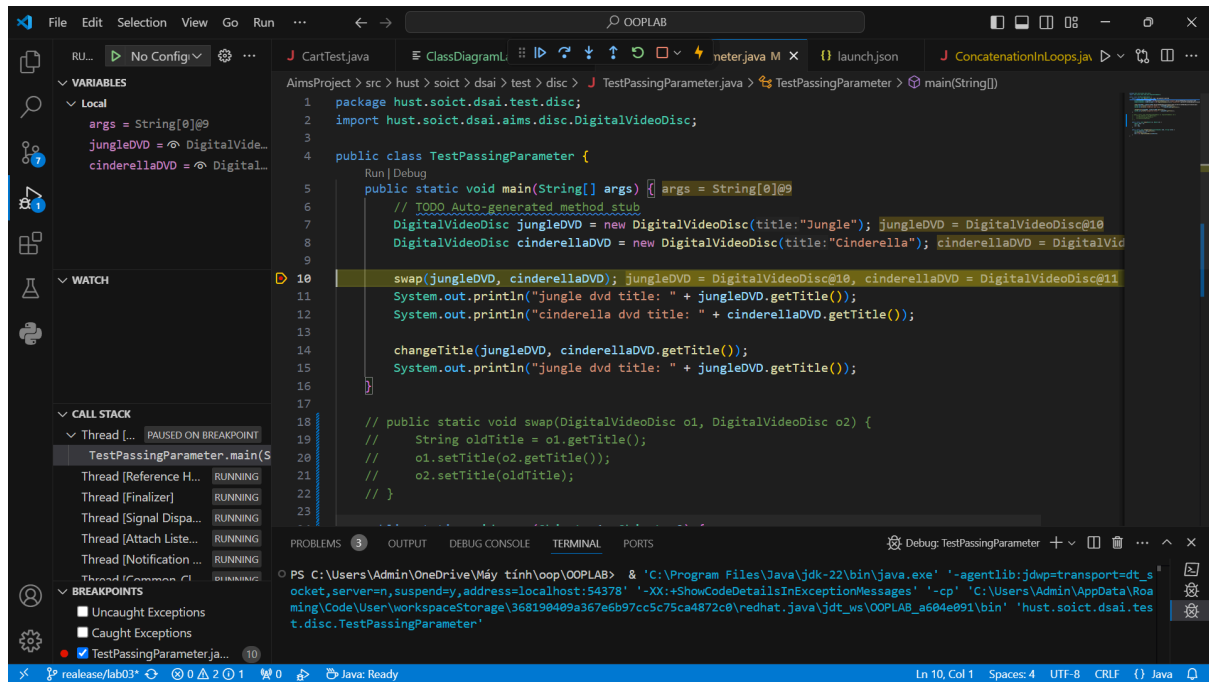 File Edit Selection View Go Run ··· OOPLAB
RU... No Configi ···
VARIABLES
Local
args = String[0]@9
jungleDVD = DigitalVide...
cinderellaDVD = Digital...
WATCH
CALL STACK
Thread [... PAUSED ON BREAKPOINT
TestPassingParameter.main(S
Thread [Reference H... RUNNING
Thread [Finalizer] RUNNING
Thread [Signal Dispa... RUNNING
Thread [Attach Liste... RUNNING
Thread [Notification ... RUNNING
Thread [Common-Cl... RUNNING
BREAKPOINTS
Uncaught Exceptions
Caught Exceptions
TestPassingParameter.ja... 10
7
1
J CartTest.java ClassDiagramLa meter.java M {} launch.json J ConcatenationInLoops.jav ···
AimsProject > src > hust > soict > dsai > test > disc > J TestPassingParameter.java > TestPassingParameter > main(String[])
1 package hust.soict.dsai.test.disc;
2 import hust.soict.dsai.aims.disc.DigitalVideoDisc;
3
4 public class TestPassingParameter {
Run | Debug
5 public static void main(String[] args) { args = String[0]@9
6 // TODO Auto-generated method stub
7 DigitalVideoDisc jungleDVD = new DigitalVideoDisc(title:"Jungle"); jungleDVD = DigitalVideoDisc@10
8 DigitalVideoDisc cinderellaDVD = new DigitalVideoDisc(title:"Cinderella"); cinderellaDVD = DigitalVid
9
10 swap(jungleDVD, cinderellaDVD); jungleDVD = DigitalVideoDisc@10, cinderellaDVD = DigitalVideoDisc@11
11 System.out.println("jungle dvd title: " + jungleDVD.getTitle());
12 System.out.println("cinderella dvd title: " + cinderellaDVD.getTitle());
13
14 changeTitle(jungleDVD, cinderellaDVD.getTitle());
15 System.out.println("jungle dvd title: " + jungleDVD.getTitle());
16 }
17
18 // public static void swap(DigitalVideoDisc o1, DigitalVideoDisc o2) {
19 // String oldTitle = o1.getTitle();
20 // o1.setTitle(o2.getTitle());
21 // o2.setTitle(oldTitle);
22 // }
23
PROBLEMS 3 OUTPUT DEBUG CONSOLE TERMINAL PORTS Debug: TestPassingParameter ···
PS C:\Users\Admin\OneDrive\Máy tính\oop\OOPLAB> & 'C:\Program Files\Java\jdk-22\bin\java.exe' '-agentlib:jdwp=transport=dt_s
ocket,server=n,suspend=y,address=localhost:54378' '-XX:+ShowCodeDetailsInExceptionMessages' '-cp' 'C:\Users\Admin\AppData\Roa
ming\Code\User\workspaceStorage\368190409a367e6b97cc5c75ca4872c0\redhat.java\jdt_ws\OOPLAB_a604e091\bin' 'hust.soict.dsai.tes
t.disc.TestPassingParameter'
realease/lab03* 0 2 1 0 Java: Ready Ln 10, Col 1 Spaces: 4 UTF-8 CRLF {} Java